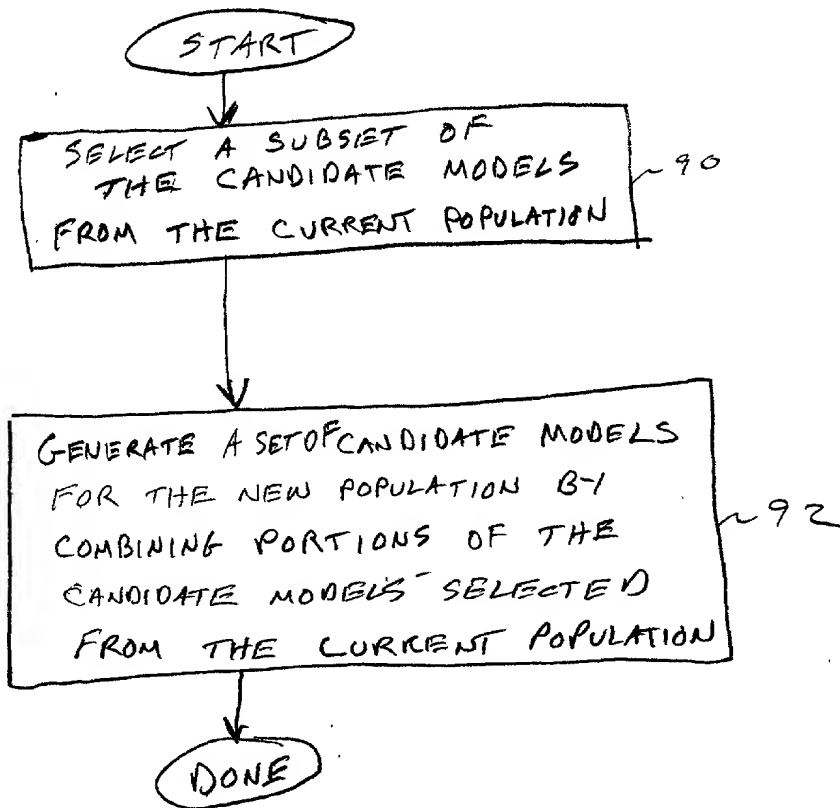 START
SELECT A SUBSET OF
THE CANDIDATE MODELS
FROM THE CURRENT POPULATION
90
GENERATE A SET OF CANDIDATE MODELS
FOR THE NEW POPULATION BY
COMBINING PORTIONS OF THE
CANDIDATE MODELS SELECTED
FROM THE CURRENT POPULATION
92
DONE